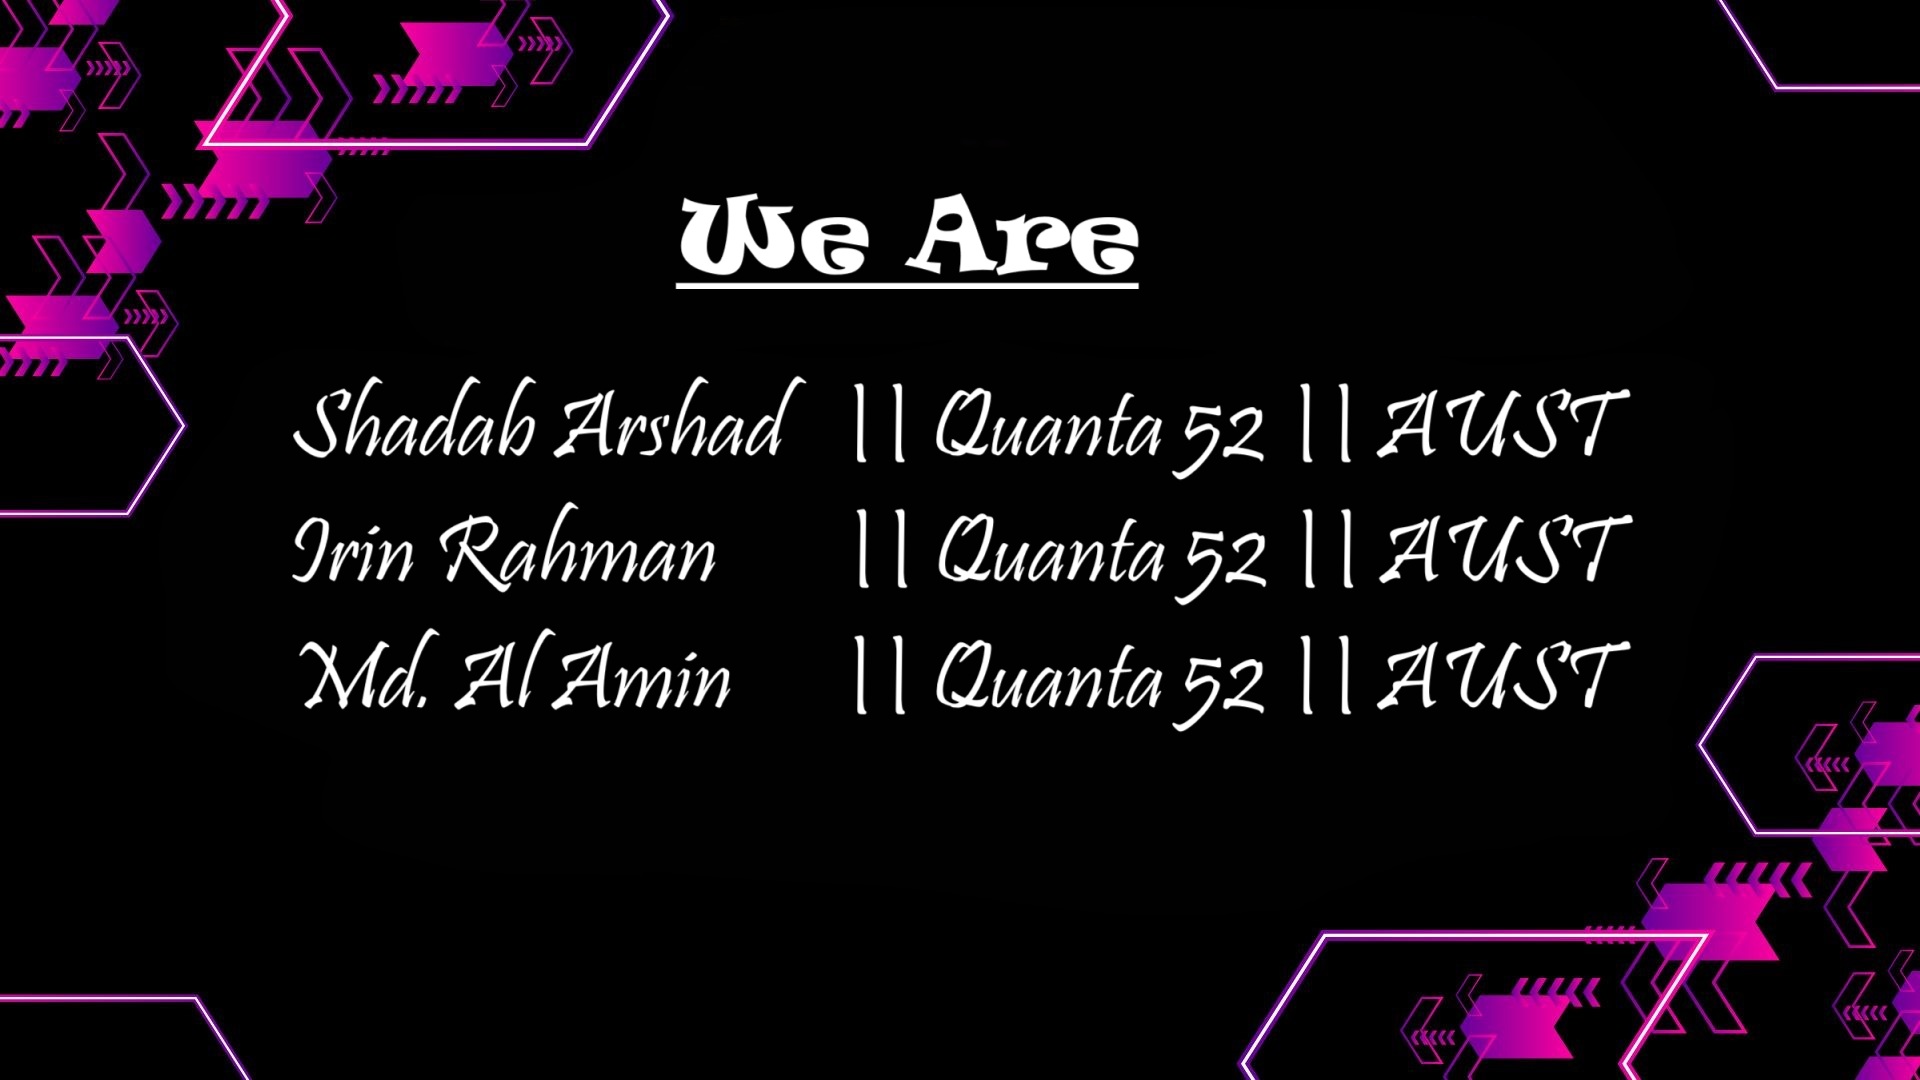 We Are
Shadab Arshad || Quanta 52 || AUST
Irin Rahman || Quanta 52 || AUST
Md. Al Amin || Quanta 52 || AUST